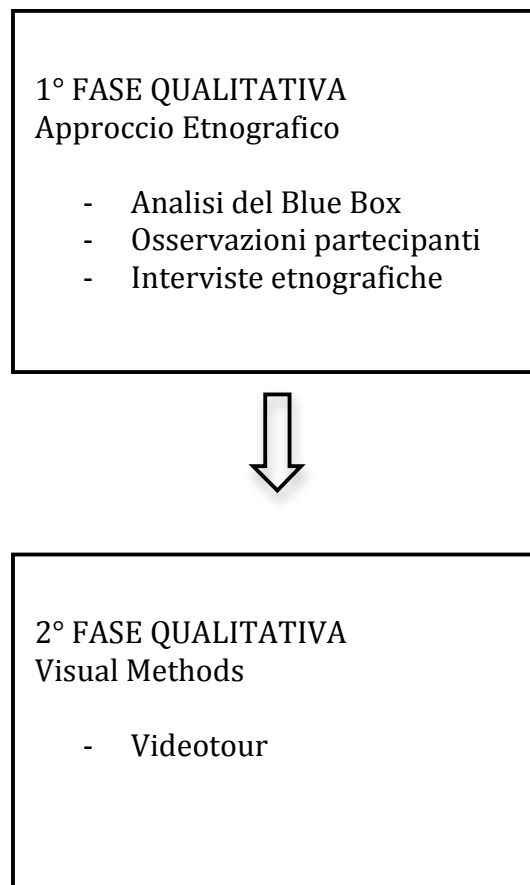 1° FASE QUALITATIVA
Approccio Etnografico
- Analisi del Blue Box
- Osservazioni partecipanti
- Interviste etnografiche
2° FASE QUALITATIVA
Visual Methods
- Videotour